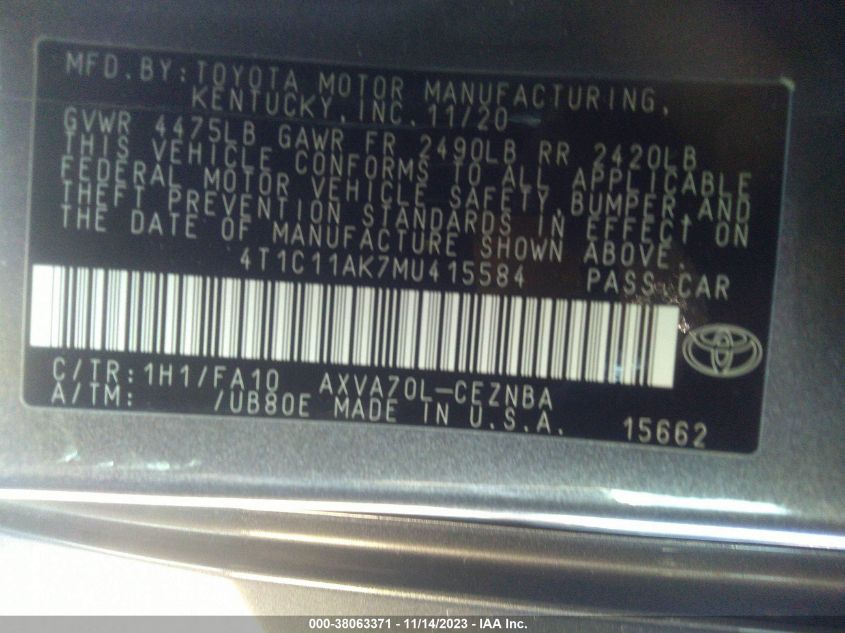 MFD.BY:TOYOTA MOTOR MANUFACTURING,
KENTUCKY,INC.11/20
GVWR 4475LB GAWR FR 2490LB RR 2420LB
THIS VEHICLE CONFORMS TO ALL APPLICABLE
FEDERAL MOTOR VEHICLE SAFETY,BUMPER,AND
THEFT PREVENTION STANDARDS IN EFFECT ON
THE DATE OF MANUFACTURE SHOWN ABOVE.
4T1C11AK7MU415584 PASS.CAR
C/TR:1H1/FA10 AXVA70L-CEZNBA
A/TM: /UB80E MADE IN U.S.A. 15662
000-38063371 - 11/14/2023 - IAA Inc.